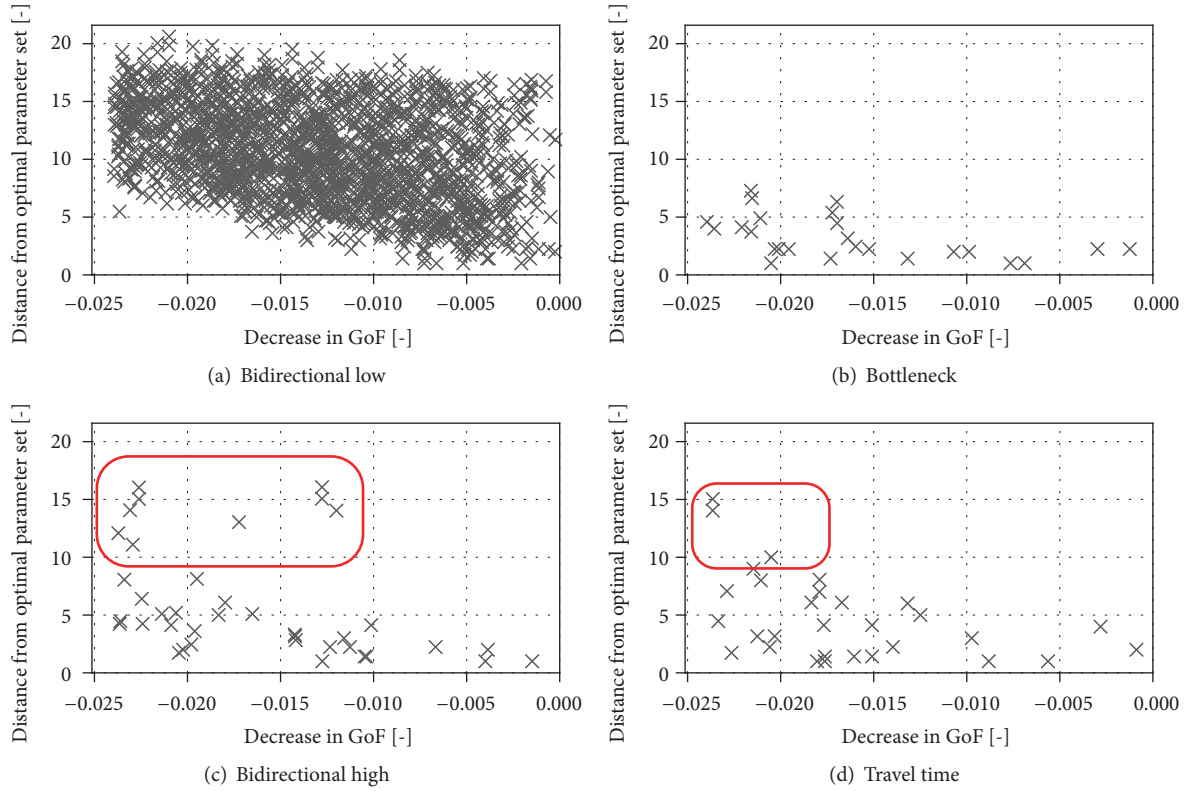 Distance from optimal parameter set [-]
20
15
10
5
0
−0.025 −0.020 −0.015 −0.010 −0.005 0.000
Decrease in GoF [-]
(a) Bidirectional low
Distance from optimal parameter set [-]
20
15
10
5
0
−0.025 −0.020 −0.015 −0.010 −0.005 0.000
Decrease in GoF [-]
(b) Bottleneck
Distance from optimal parameter set [-]
20
15
10
5
0
−0.025 −0.020 −0.015 −0.010 −0.005 0.000
Decrease in GoF [-]
(c) Bidirectional high
Distance from optimal parameter set [-]
20
15
10
5
0
−0.025 −0.020 −0.015 −0.010 −0.005 0.000
Decrease in GoF [-]
(d) Travel time